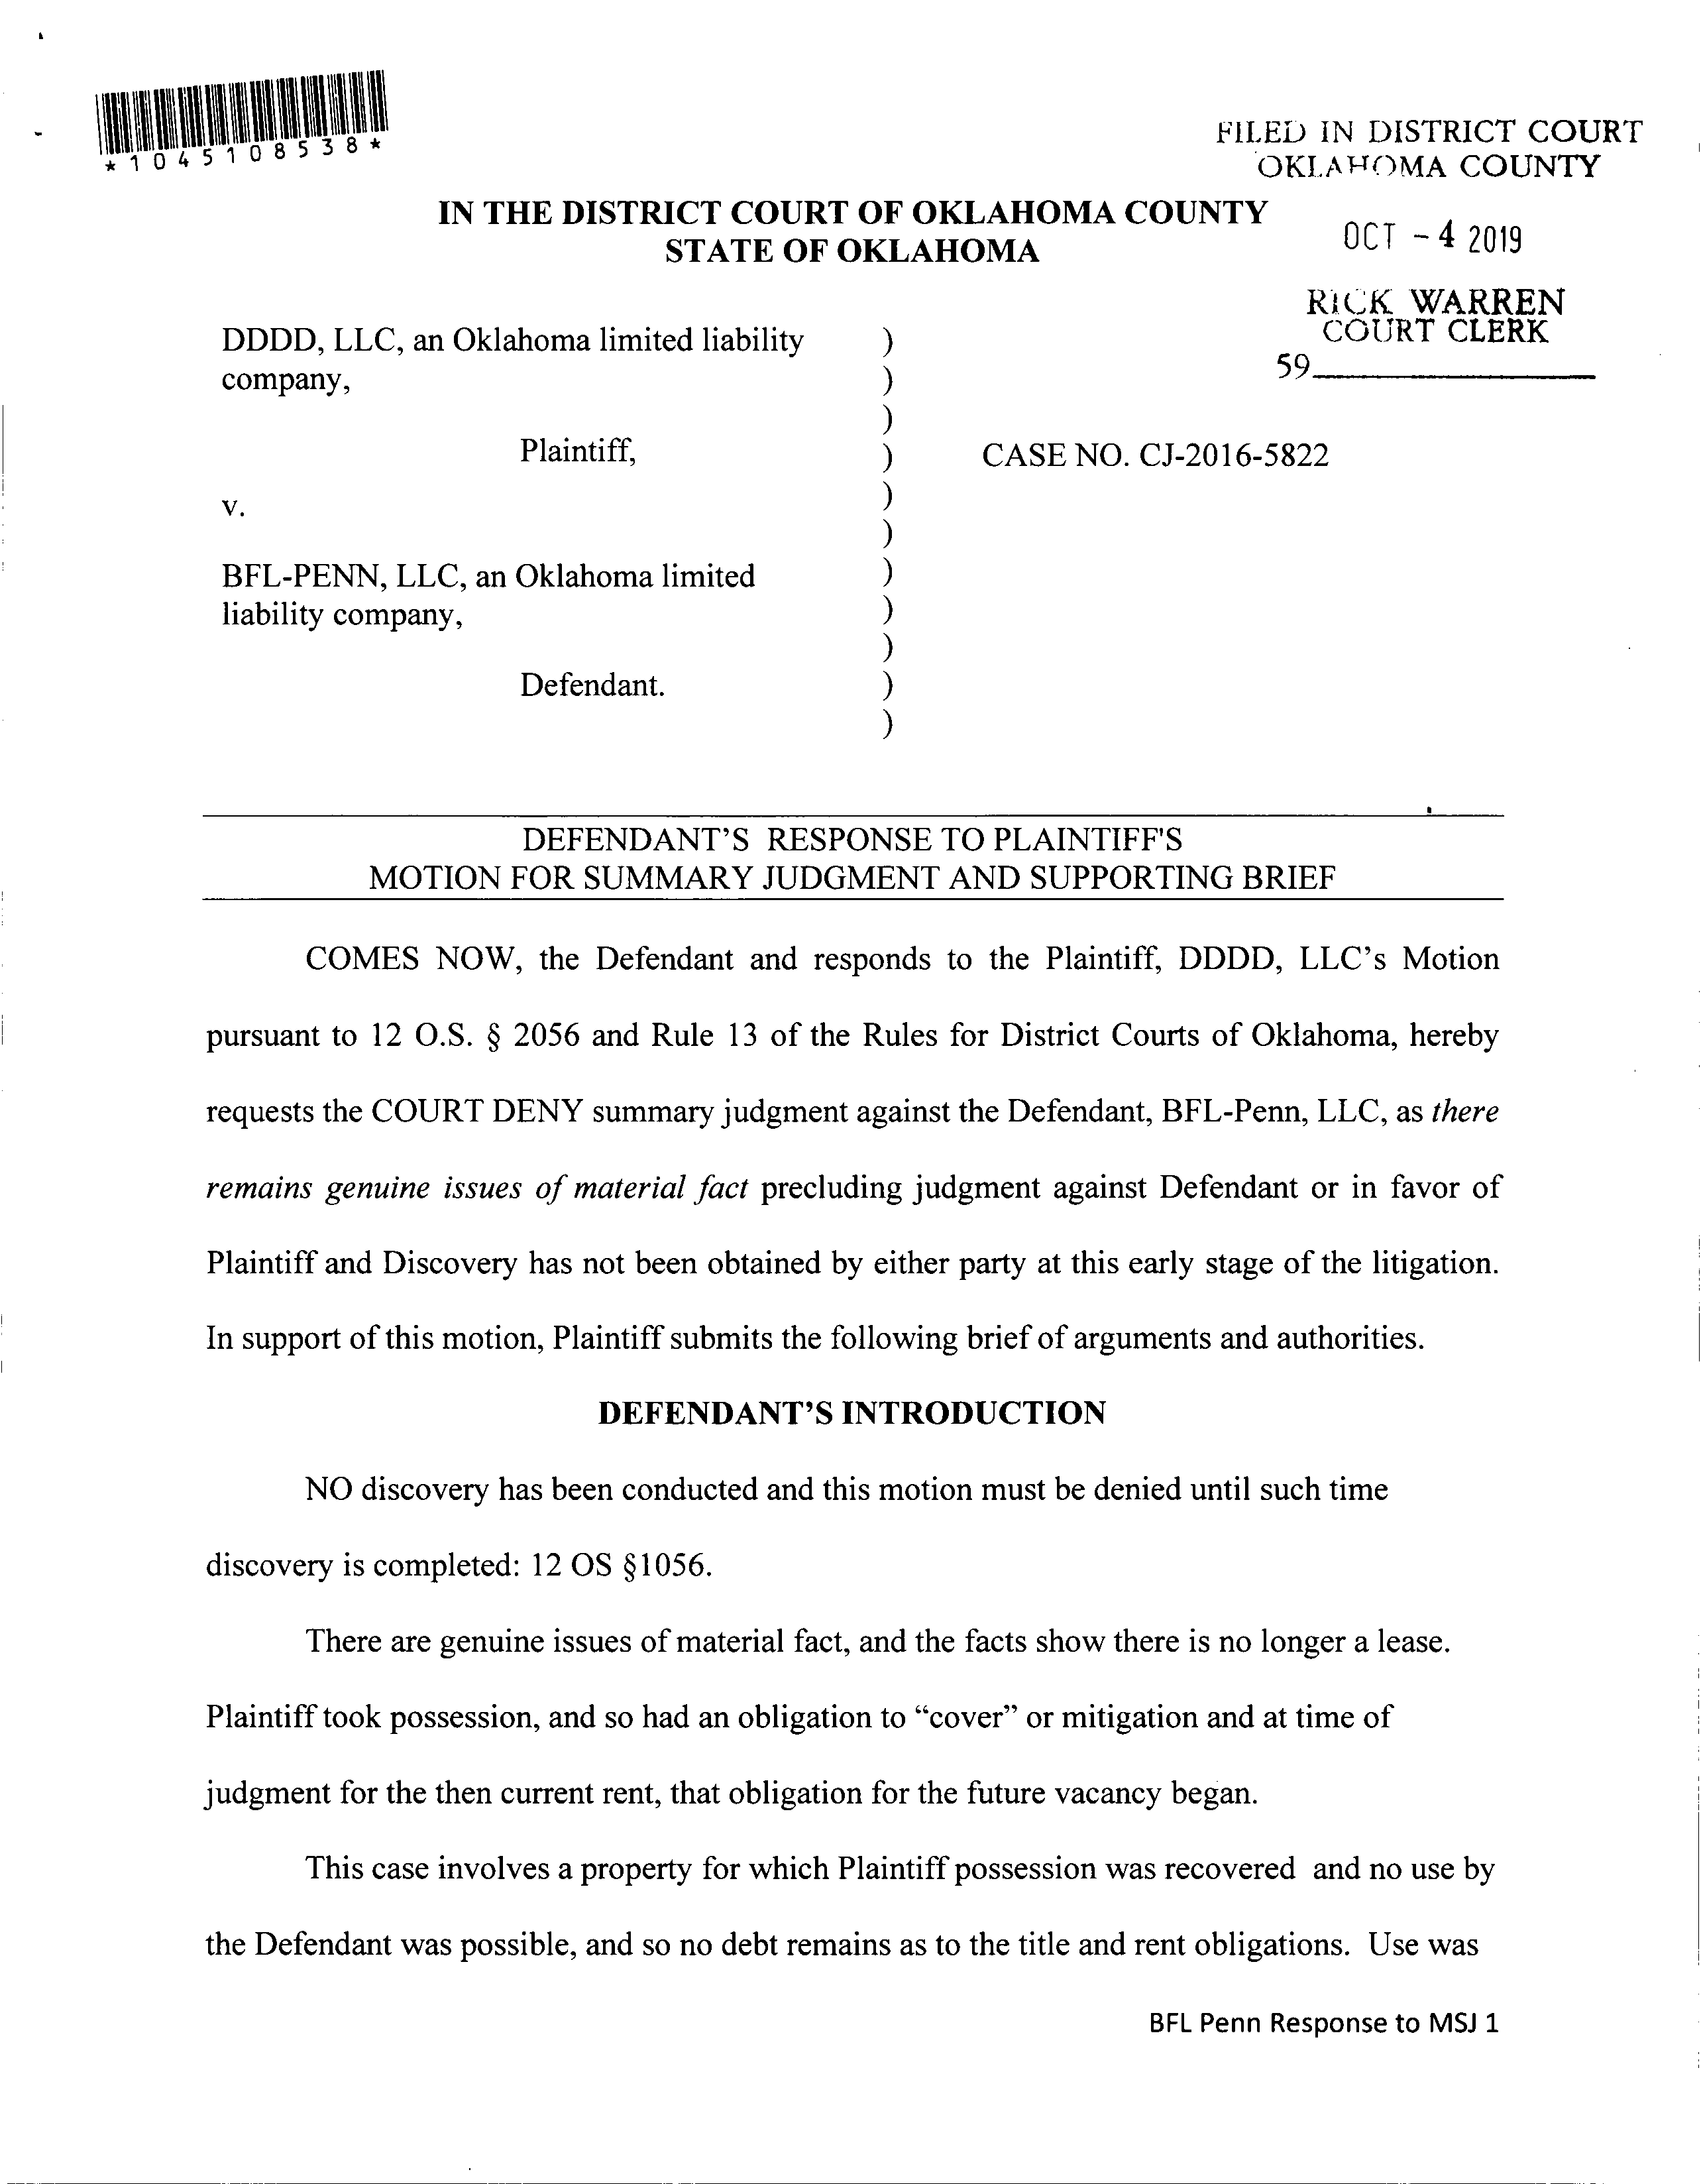 *1045108538*
FILED IN DISTRICT COURT
OKLAHOMA COUNTY
IN THE DISTRICT COURT OF OKLAHOMA COUNTY
STATE OF OKLAHOMA
OCT - 4 2019
RICK WARREN
COURT CLERK
59
DDDD, LLC, an Oklahoma limited liability )
company, )
)
Plaintiff, ) CASE NO. CJ-2016-5822
)
v.
)
BFL-PENN, LLC, an Oklahoma limited )
liability company, )
)
Defendant. )
)
DEFENDANT’S RESPONSE TO PLAINTIFF'S
MOTION FOR SUMMARY JUDGMENT AND SUPPORTING BRIEF
COMES NOW, the Defendant and responds to the Plaintiff, DDDD, LLC’s Motion
pursuant to 12 O.S. § 2056 and Rule 13 of the Rules for District Courts of Oklahoma, hereby
requests the COURT DENY summary judgment against the Defendant, BFL-Penn, LLC, as there
remains genuine issues of material fact precluding judgment against Defendant or in favor of
Plaintiff and Discovery has not been obtained by either party at this early stage of the litigation.
In support of this motion, Plaintiff submits the following brief of arguments and authorities.
DEFENDANT’S INTRODUCTION
NO discovery has been conducted and this motion must be denied until such time
discovery is completed: 12 OS §1056.
There are genuine issues of material fact, and the facts show there is no longer a lease.
Plaintiff took possession, and so had an obligation to “cover” or mitigation and at time of
judgment for the then current rent, that obligation for the future vacancy began.
This case involves a property for which Plaintiff possession was recovered and no use by
the Defendant was possible, and so no debt remains as to the title and rent obligations. Use was
BFL Penn Response to MSJ 1